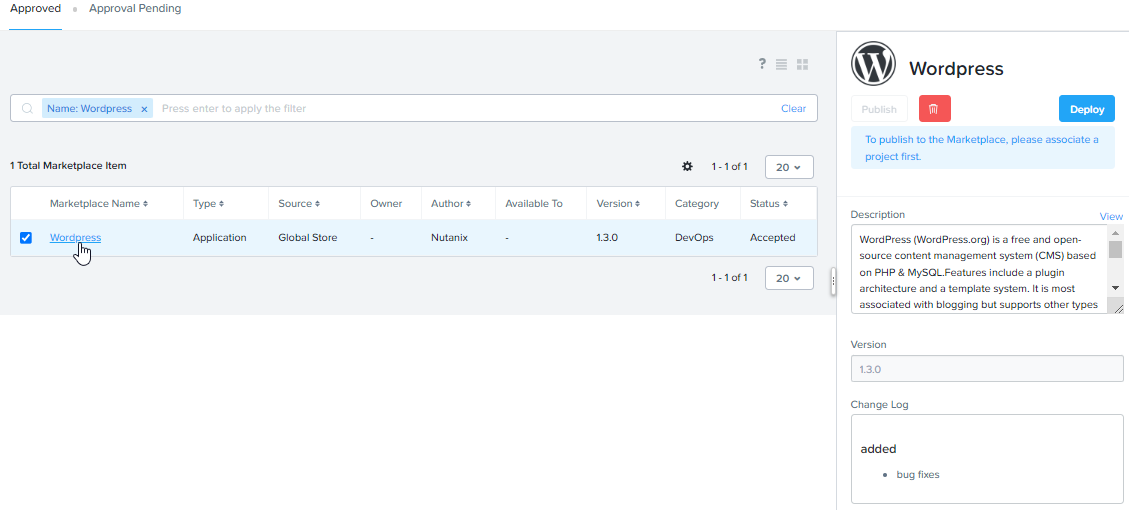 Approved
Approval Pending
?
Name: Wordpress × Press enter to apply the filter Clear
1 Total Marketplace Item 1 - 1 of 1 20
Marketplace Name Type Source Owner Author Available To Version Category Status
Wordpress Application Global Store - Nutanix - 1.3.0 DevOps Accepted
1 - 1 of 1 20
Wordpress
Publish Deploy
To publish to the Marketplace, please associate a
project first.
Description View
WordPress (WordPress.org) is a free and open-
source content management system (CMS) based
on PHP & MySQL.Features include a plugin
architecture and a template system. It is most
associated with blogging but supports other types
Version
1.3.0
Change Log
added
• bug fixes